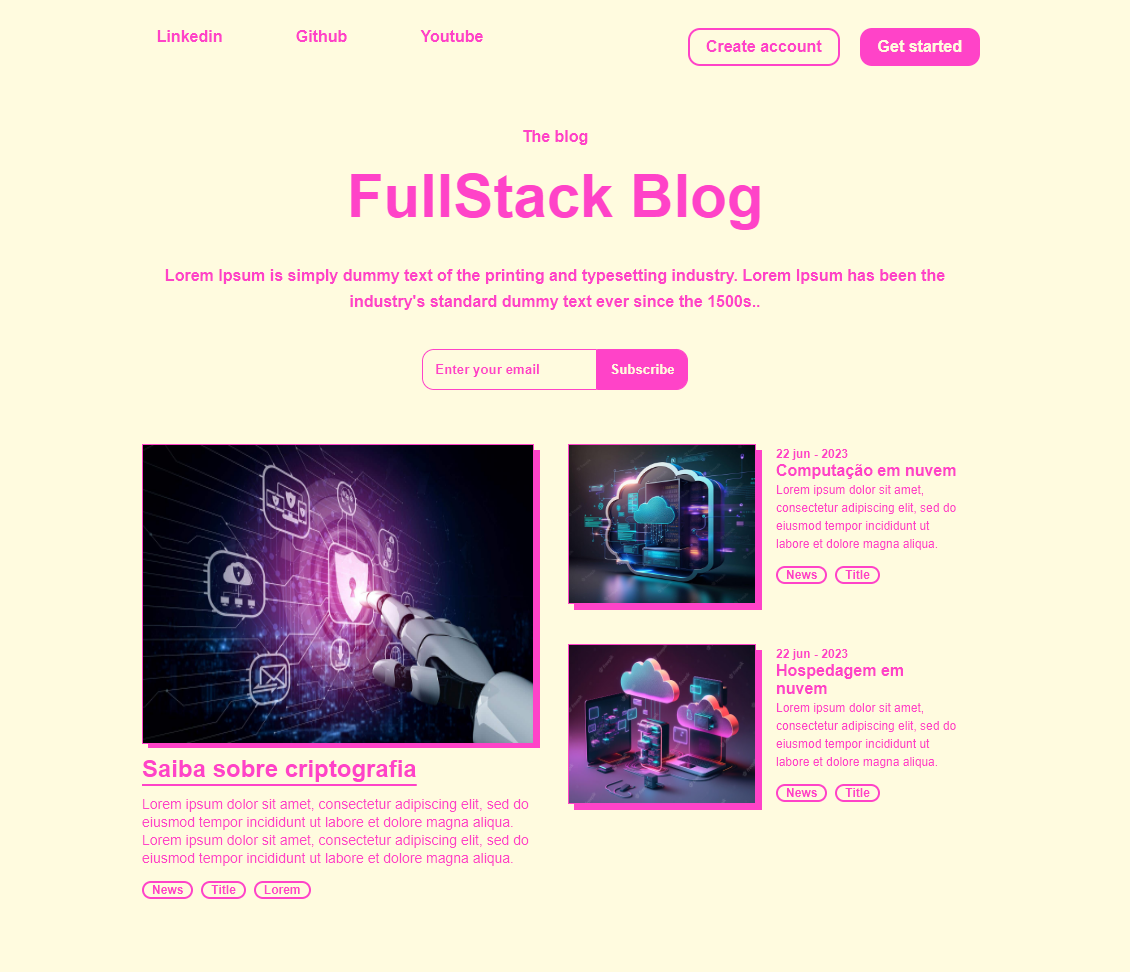 Linkedin Github Youtube Create account Get started
The blog
FullStack Blog
Lorem Ipsum is simply dummy text of the printing and typesetting industry. Lorem Ipsum has been the
industry's standard dummy text ever since the 1500s..
Enter your email Subscribe
Saiba sobre criptografia
Lorem ipsum dolor sit amet, consectetur adipiscing elit, sed do
eiusmod tempor incididunt ut labore et dolore magna aliqua.
Lorem ipsum dolor sit amet, consectetur adipiscing elit, sed do
eiusmod tempor incididunt ut labore et dolore magna aliqua.
News Title Lorem
22 jun - 2023
Computação em nuvem
Lorem ipsum dolor sit amet,
consectetur adipiscing elit, sed do
eiusmod tempor incididunt ut
labore et dolore magna aliqua.
News Title
22 jun - 2023
Hospedagem em
nuvem
Lorem ipsum dolor sit amet,
consectetur adipiscing elit, sed do
eiusmod tempor incididunt ut
labore et dolore magna aliqua.
News Title